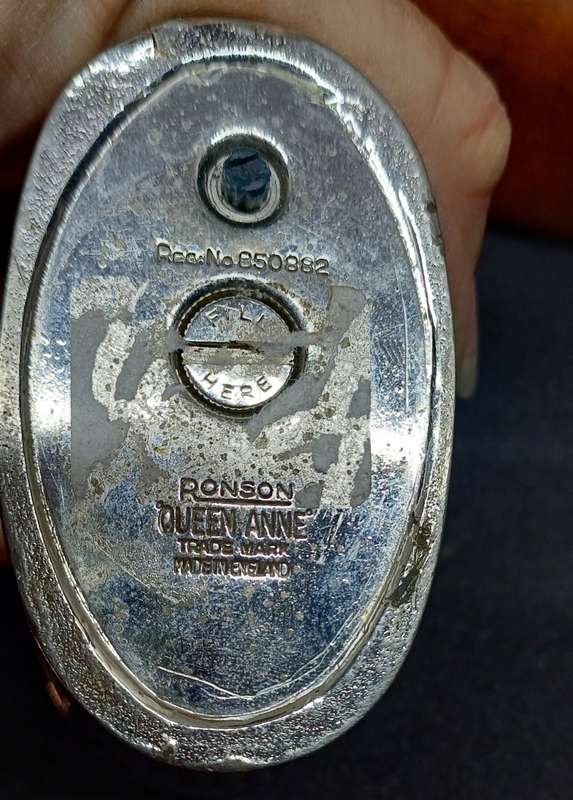 Reg. No 850882
FILL
HERE
RONSON
"QUEEN ANNE"
TRADE MARK
MADE IN ENGLAND